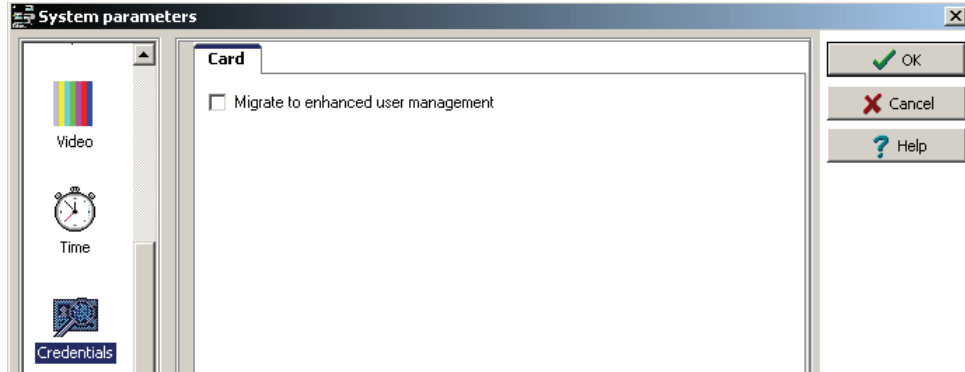 System parameters
Card
OK
Migrate to enhanced user management
Cancel
Video
Help
Time
Credentials